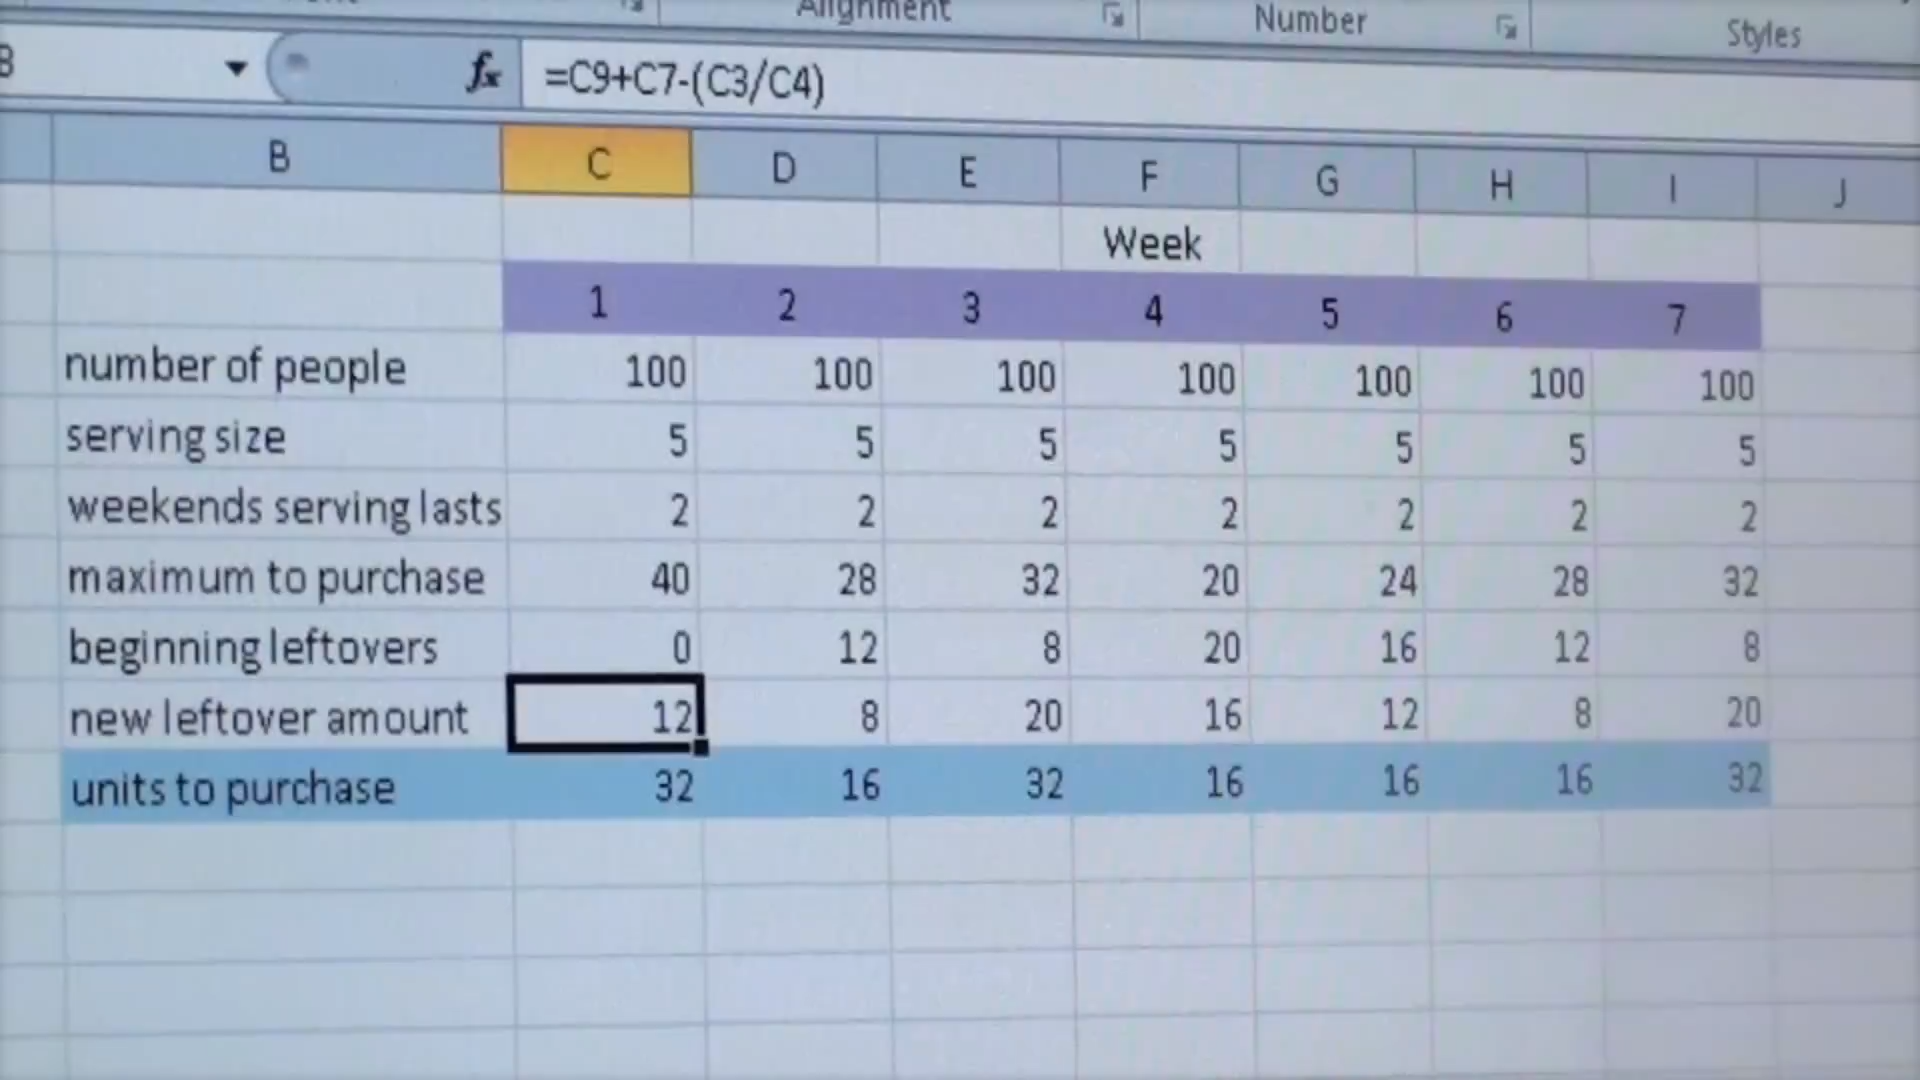 Alignment
Number
Styles
=C9+C7-(C3/C4)
B C D E F G H I J
Week
1 2 3 4 5 6 7
number of people 100 100 100 100 100 100 100
serving size 5 5 5 5 5 5 5
weekends serving lasts 2 2 2 2 2 2 2
maximum to purchase 40 28 32 20 24 28 32
beginning leftovers 0 12 8 20 16 12 8
new leftover amount 12 8 20 16 12 8 20
units to purchase 32 16 32 16 16 16 32